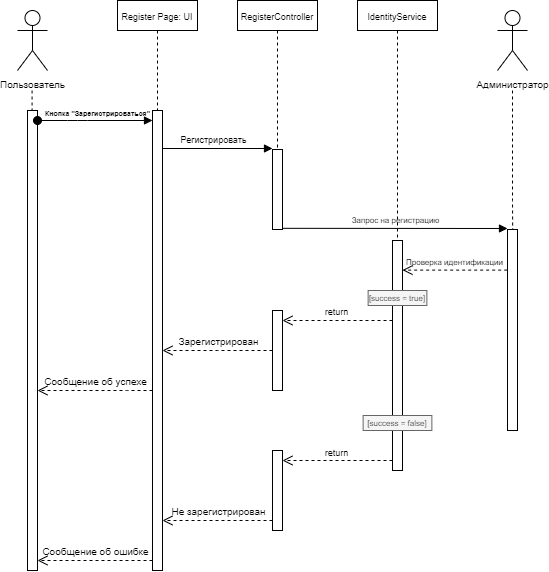 Register Page: UI
RegisterController
IdentityService
Пользователь
Администратор
Кнопка "Зарегистрироваться"
Регистрировать
Запрос на регистрацию
Проверка идентификации
[success = true]
return
Зарегистрирован
Сообщение об успехе
[success = false]
return
Не зарегистрирован
Сообщение об ошибке